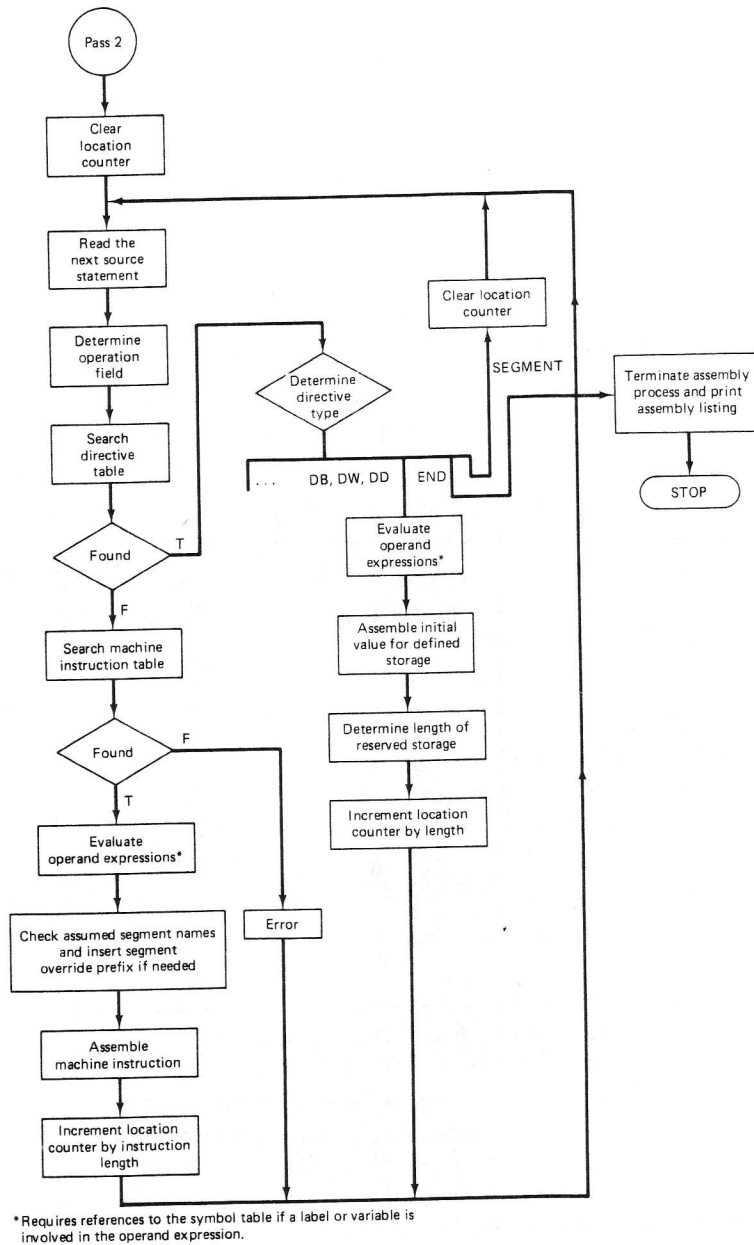 Pass 2
Clear
location
counter
Read the
next source
statement
Determine
operation
field
Search
directive
table
Found
T
F
Search machine
instruction table
Found
F
T
Evaluate
operand expressions*
Check assumed segment names
and insert segment
override prefix if needed
Assemble
machine instruction
Increment location
counter by instruction
length
Error
Determine
directive
type
. . .
DB, DW, DD
END
SEGMENT
Clear location
counter
Evaluate
operand
expressions*
Assemble initial
value for defined
storage
Determine length of
reserved storage
Increment location
counter by length
Terminate assembly
process and print
assembly listing
STOP
*Requires references to the symbol table if a label or variable is
involved in the operand expression.